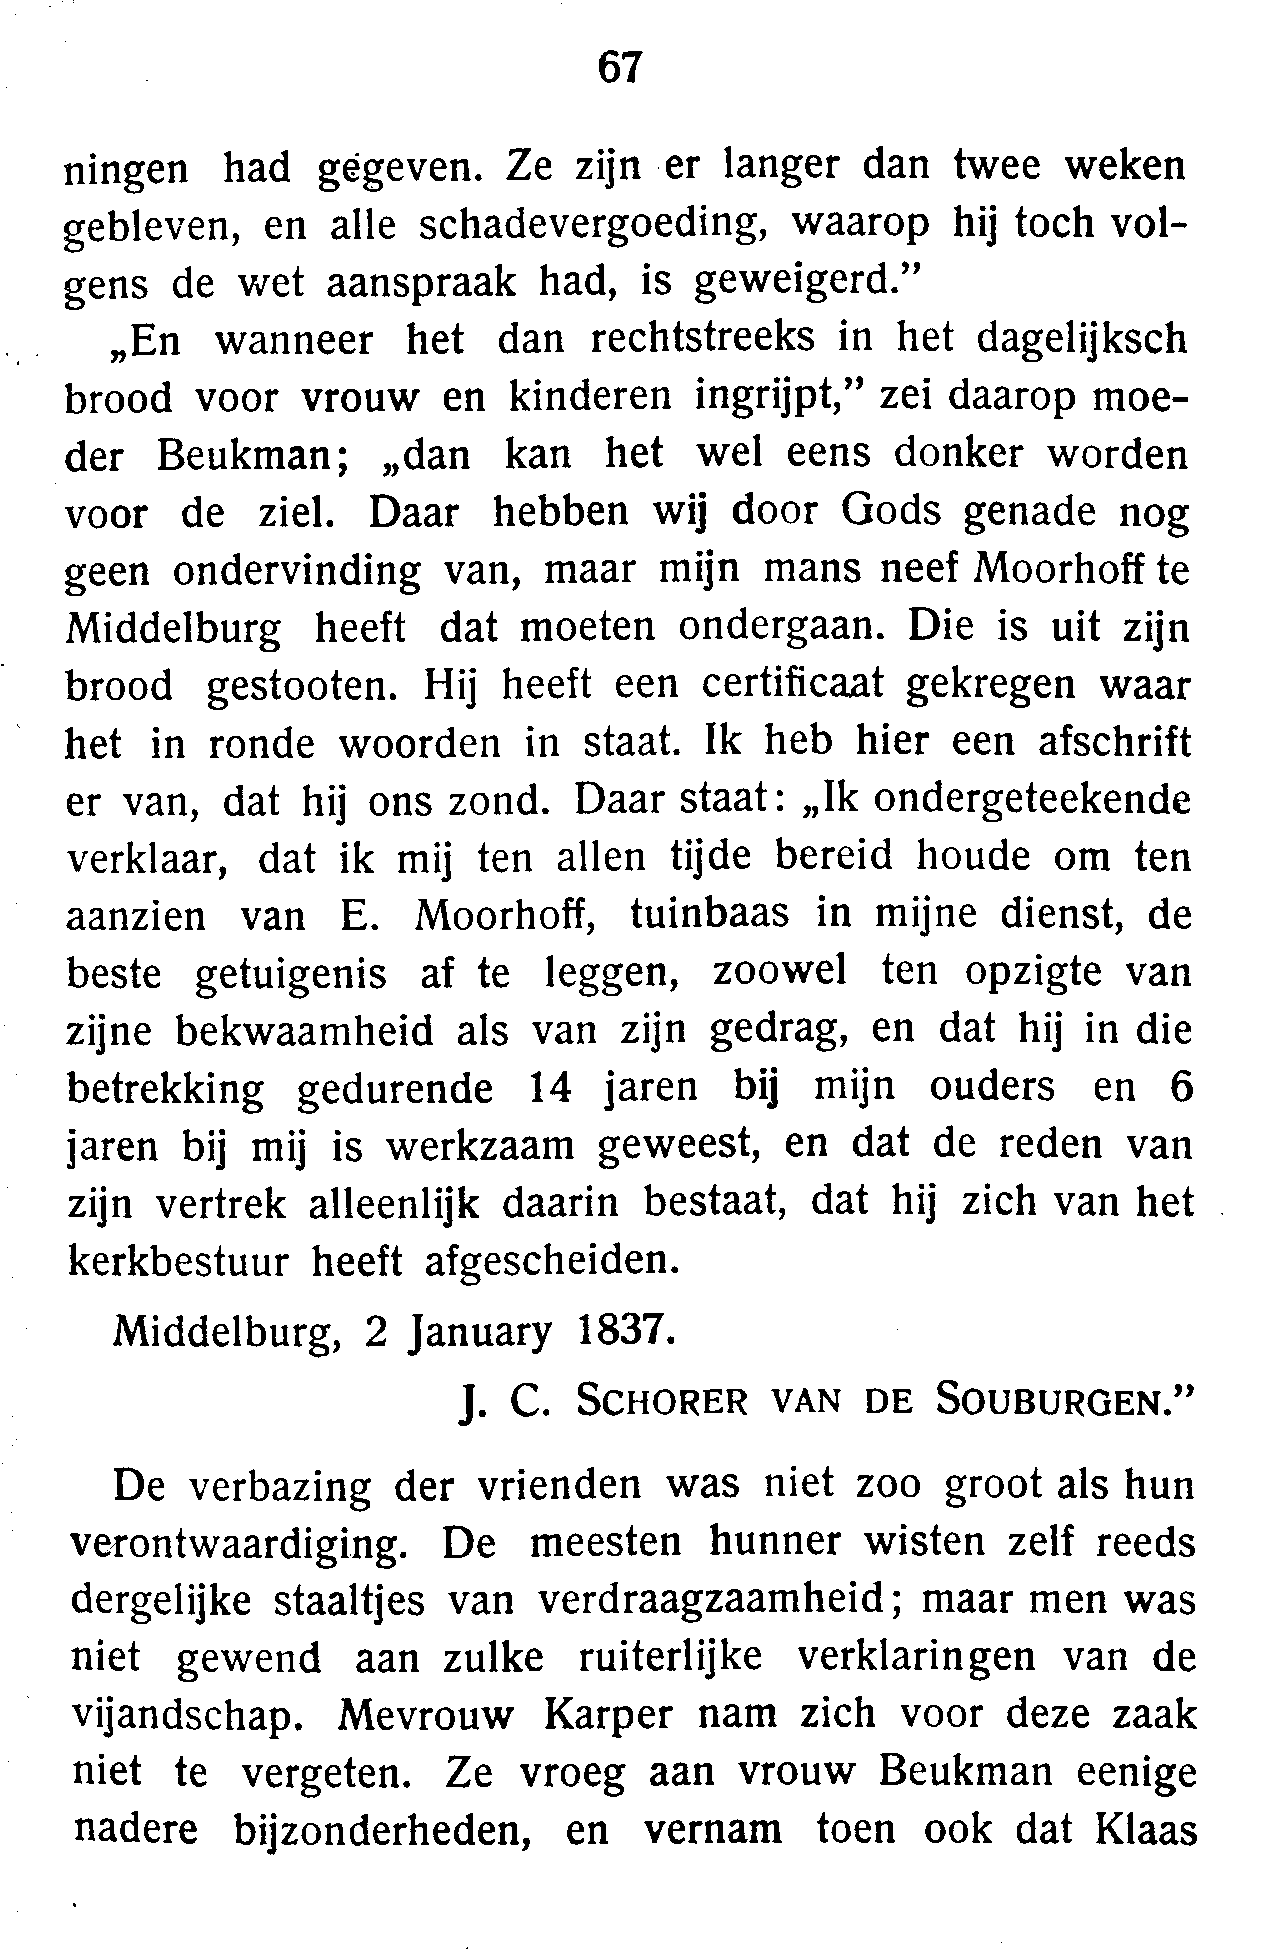 67
ningen had gegeven. Ze zijn er langer dan twee weken
gebleven, en alle schadevergoeding, waarop hij toch vol-
gens de wet aanspraak had, is geweigerd.”
„En wanneer het dan rechtstreeks in het dagelijksch
brood voor vrouw en kinderen ingrijpt,” zei daarop moe-
der Beukman; „dan kan het wel eens donker worden
voor de ziel. Daar hebben wij door Gods genade nog
geen ondervinding van, maar mijn mans neef Moorhoff te
Middelburg heeft dat moeten ondergaan. Die is uit zijn
brood gestooten. Hij heeft een certificaat gekregen waar
het in ronde woorden in staat. Ik heb hier een afschrift
er van, dat hij ons zond. Daar staat: „Ik ondergeteekende
verklaar, dat ik mij ten allen tijde bereid houde om ten
aanzien van E. Moorhoff, tuinbaas in mijne dienst, de
beste getuigenis af te leggen, zoowel ten opzigte van
zijne bekwaamheid als van zijn gedrag, en dat hij in die
betrekking gedurende 14 jaren bij mijn ouders en 6
jaren bij mij is werkzaam geweest, en dat de reden van
zijn vertrek alleenlijk daarin bestaat, dat hij zich van het
kerkbestuur heeft afgescheiden.
Middelburg, 2 January 1837.
J. C. SCHORER VAN DE SOUBURGEN.”
De verbazing der vrienden was niet zoo groot als hun
verontwaardiging. De meesten hunner wisten zelf reeds
dergelijke staaltjes van verdraagzaamheid; maar men was
niet gewend aan zulke ruiterlijke verklaringen van de
vijandschap. Mevrouw Karper nam zich voor deze zaak
niet te vergeten. Ze vroeg aan vrouw Beukman eenige
nadere bijzonderheden, en vernam toen ook dat Klaas